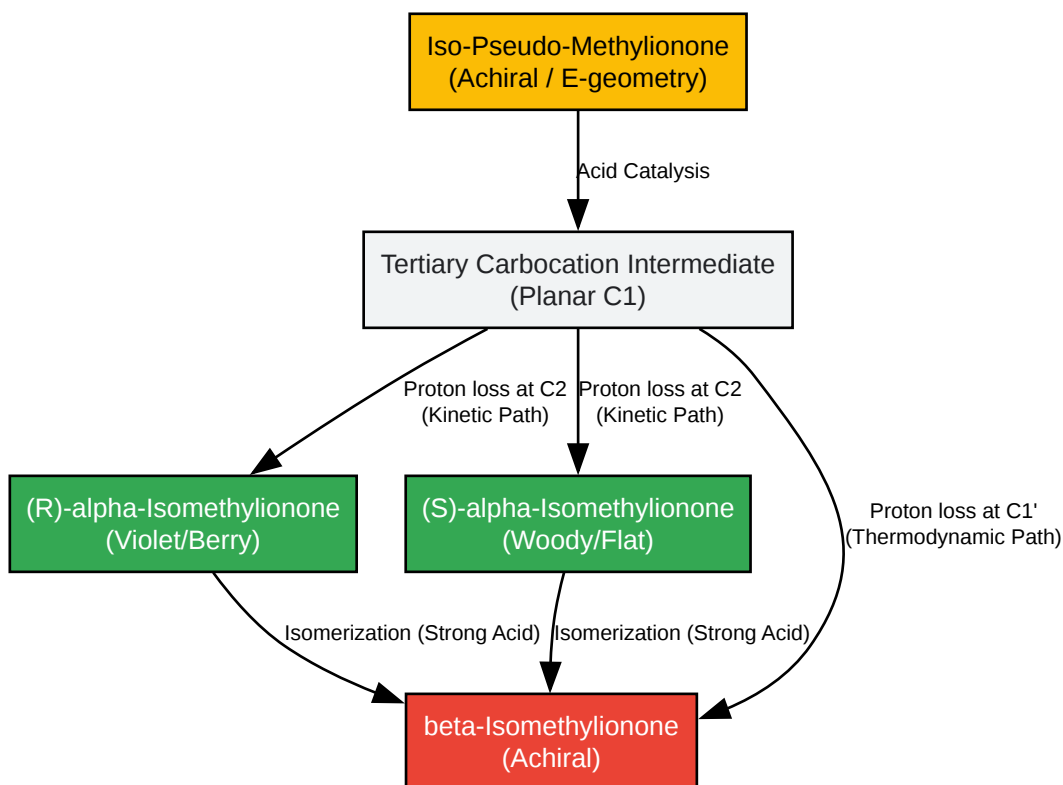 Iso-Pseudo-Methylionone
(Achiral / E-geometry)
Acid Catalysis
Tertiary Carbocation Intermediate
(Planar C1)
Proton loss at C2
(Kinetic Path)
Proton loss at C2
(Kinetic Path)
Proton loss at C1'
(Thermodynamic Path)
(R)-alpha-Isomethylionone
(Violet/Berry)
(S)-alpha-Isomethylionone
(Woody/Flat)
Isomerization (Strong Acid)
Isomerization (Strong Acid)
beta-Isomethylionone
(Achiral)